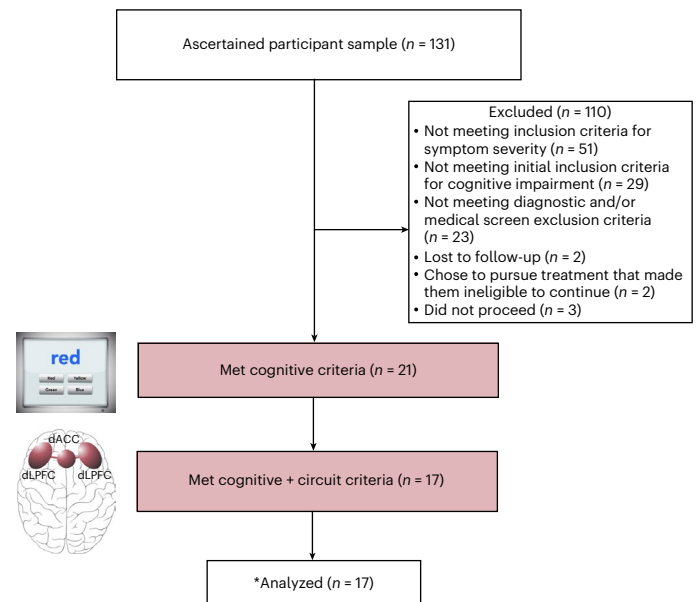 Ascertained participant sample (n = 131)
Excluded (n = 110)
• Not meeting inclusion criteria for
symptom severity (n = 51)
• Not meeting initial inclusion criteria
for cognitive impairment (n = 29)
• Not meeting diagnostic and/or
medical screen exclusion criteria
(n = 23)
• Lost to follow-up (n = 2)
• Chose to pursue treatment that made
them ineligible to continue (n = 2)
• Did not proceed (n = 3)
red
Red Yellow
Green Blue
Met cognitive criteria (n = 21)
dACC
dLPFC dLPFC
Met cognitive + circuit criteria (n = 17)
*Analyzed (n = 17)